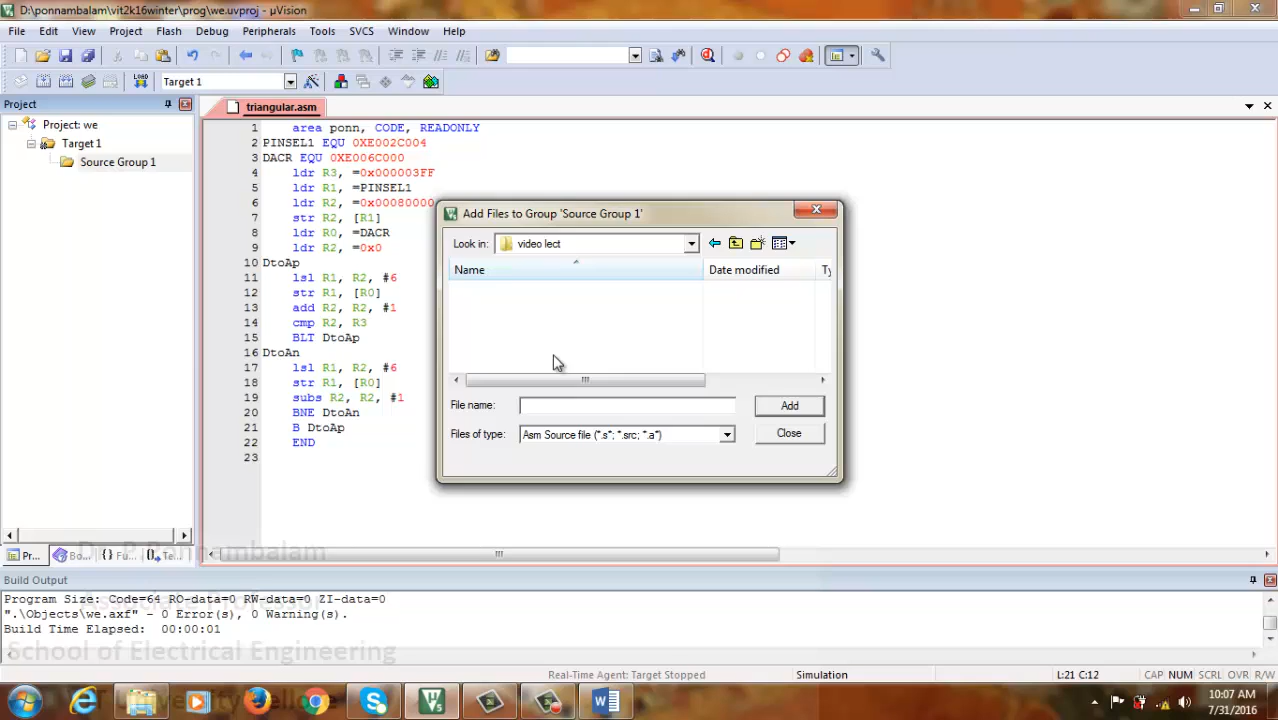 D:\ponnambalam\vit2k16winter\prog\we.uvproj - µVision
File Edit View Project Flash Debug Peripherals Tools SVCS Window Help
LOAD Target 1
Project
triangular.asm
Project: we
Target 1
Source Group 1
1 area ponn, CODE, READONLY
2 PINSEL1 EQU 0XE002C004
3 DACR EQU 0XE006C000
4 ldr R3, =0x000003FF
5 ldr R1, =PINSEL1
6 ldr R2, =0x00080000
7 str R2, [R1]
8 ldr R0, =DACR
9 ldr R2, =0x0
10 DtoAp
11 lsl R1, R2, #6
12 str R1, [R0]
13 add R2, R2, #1
14 cmp R2, R3
15 BLT DtoAp
16 DtoAn
17 lsl R1, R2, #6
18 str R1, [R0]
19 subs R2, R2, #1
20 BNE DtoAn
21 B DtoAp
22 END
23
Add Files to Group 'Source Group 1'
Look in: video lect
Name Date modified Ty
File name: Add
Files of type: Asm Source file (*.s*; *.src; *.a*) Close
Pr... Bo... {} Fu... Te...
Ponnambalam
Build Output
Program Size: Code=64 RO-data=0 RW-data=0 ZI-data=0
".\Objects\we.axf" - 0 Error(s), 0 Warning(s).
Build Time Elapsed: 00:00:01
School of Electrical Engineering
Real-Time Agent: Target Stopped Simulation L:21 C:12 CAP NUM SCRL OVR R/W
10:07 AM
7/31/2016